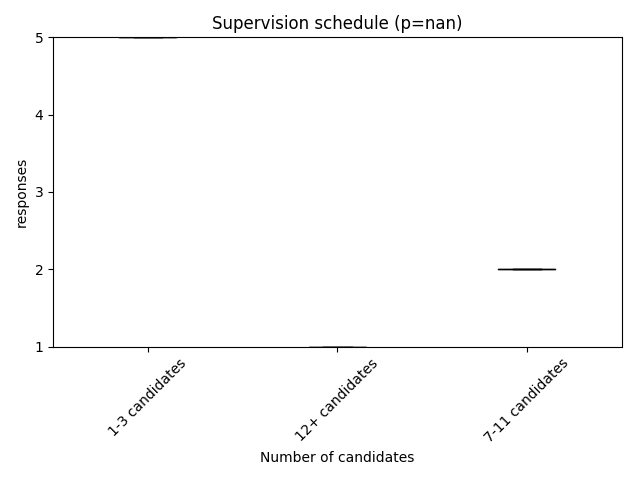 Supervision schedule (p=nan)
5
4
3
2
1
responses
1-3 candidates
12+ candidates
7-11 candidates
Number of candidates